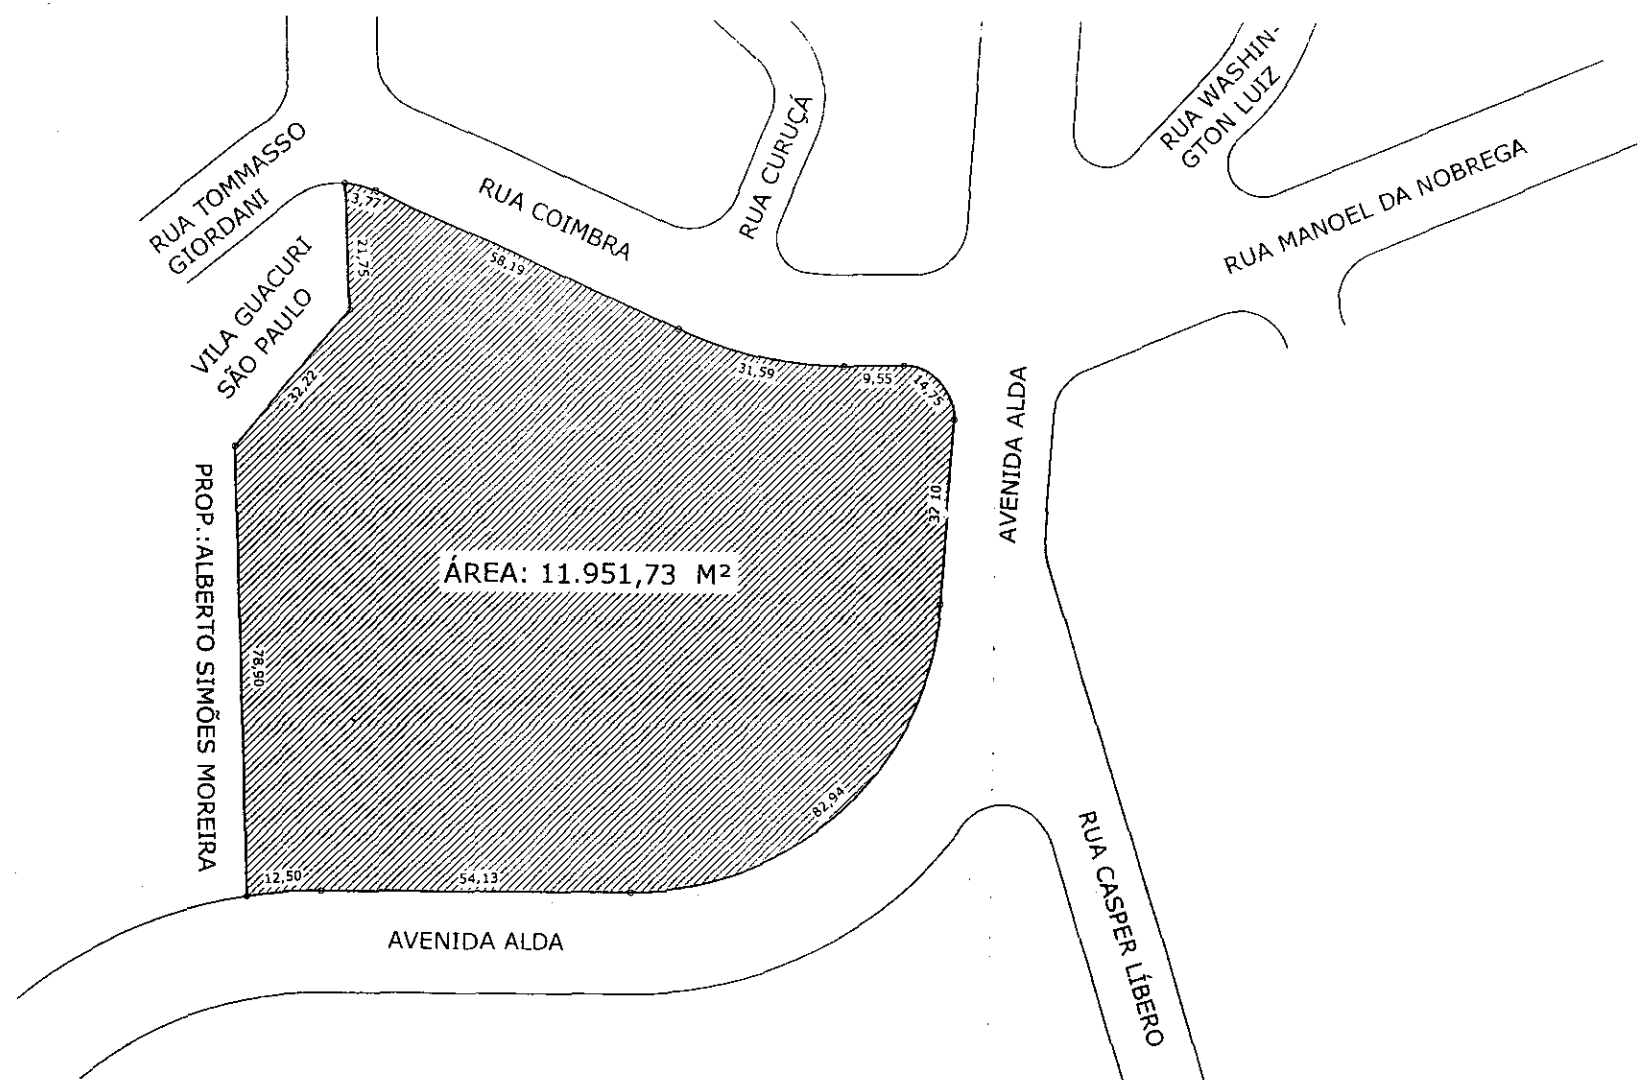 RUA TOMMASSO
GIORDANI
RUA COIMBRA
RUA CURUÇÁ
RUA WASHIN-
GTON LUIZ
RUA MANOEL DA NOBREGA
VILA GUACURI
SÃO PAULO
3,77
21,75
58,19
32,22
31,59
9,55
14,75
AVENIDA ALDA
PROP.:ALBERTO SIMÕES MOREIRA
ÁREA: 11.951,73 M²
78,90
82,94
12,50
54,13
AVENIDA ALDA
RUA CASPER LÍBERO